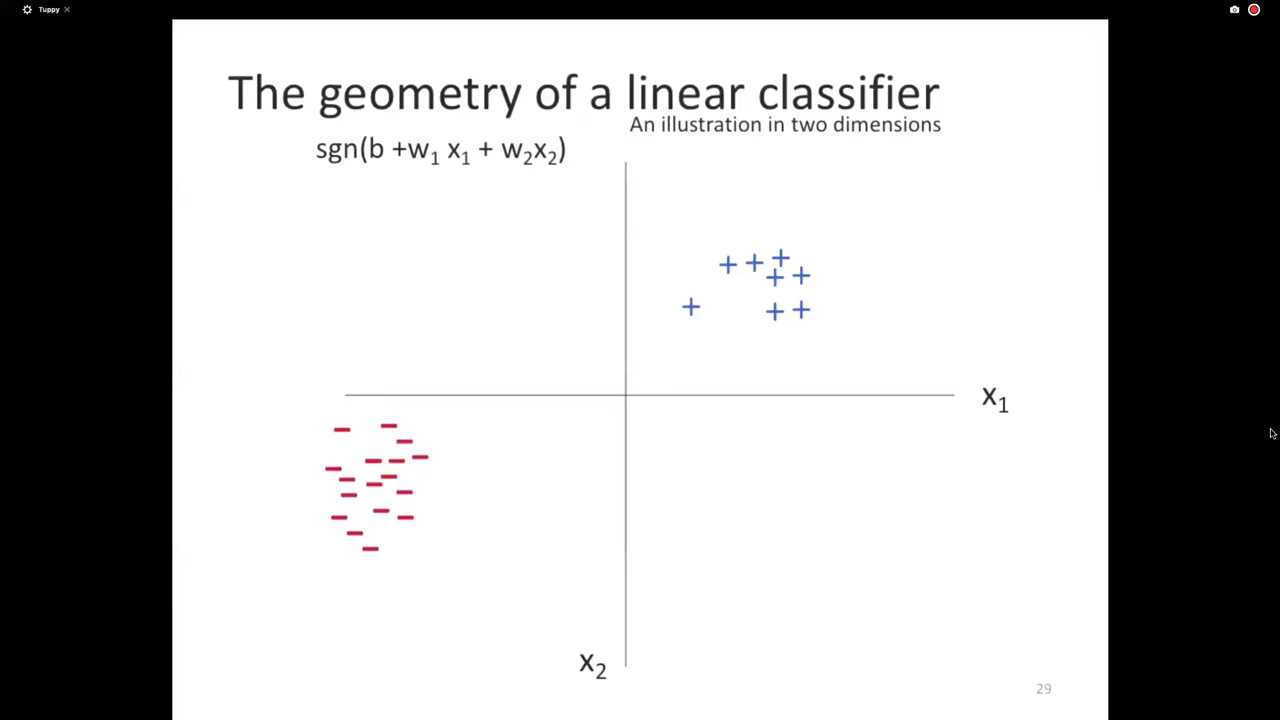 Tuppy
The geometry of a linear classifier
An illustration in two dimensions
sgn(b +w₁ x₁ + w₂x₂)
x₁
x₂
29